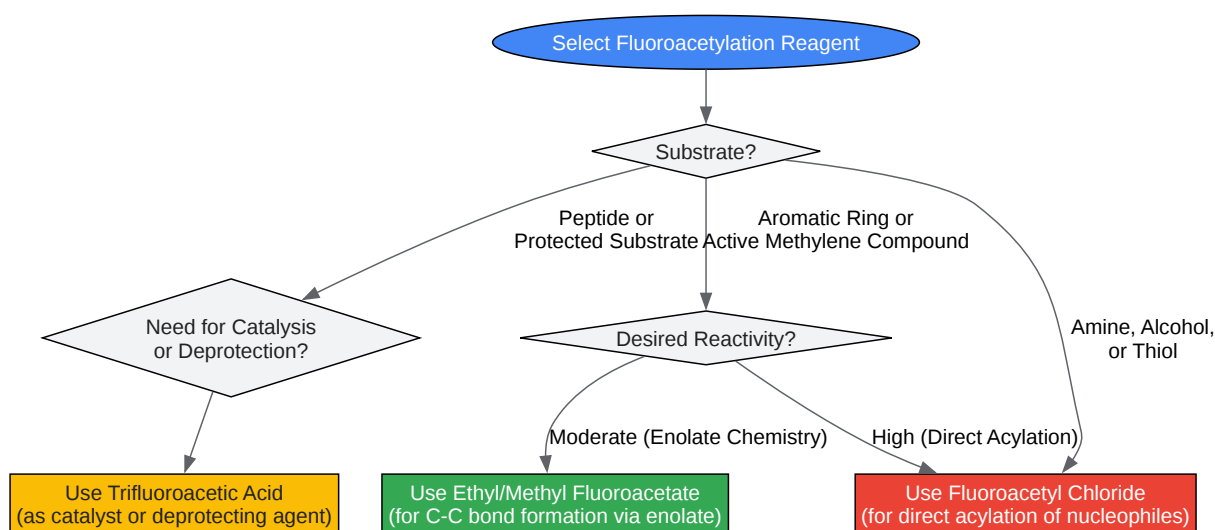 Select Fluoroacetylation Reagent
Substrate?
Peptide or
Protected Substrate
Aromatic Ring or
Active Methylene Compound
Amine, Alcohol,
or Thiol
Need for Catalysis
or Deprotection?
Desired Reactivity?
Moderate (Enolate Chemistry)
High (Direct Acylation)
Use Trifluoroacetic Acid
(as catalyst or deprotecting agent)
Use Ethyl/Methyl Fluoroacetate
(for C-C bond formation via enolate)
Use Fluoroacetyl Chloride
(for direct acylation of nucleophiles)